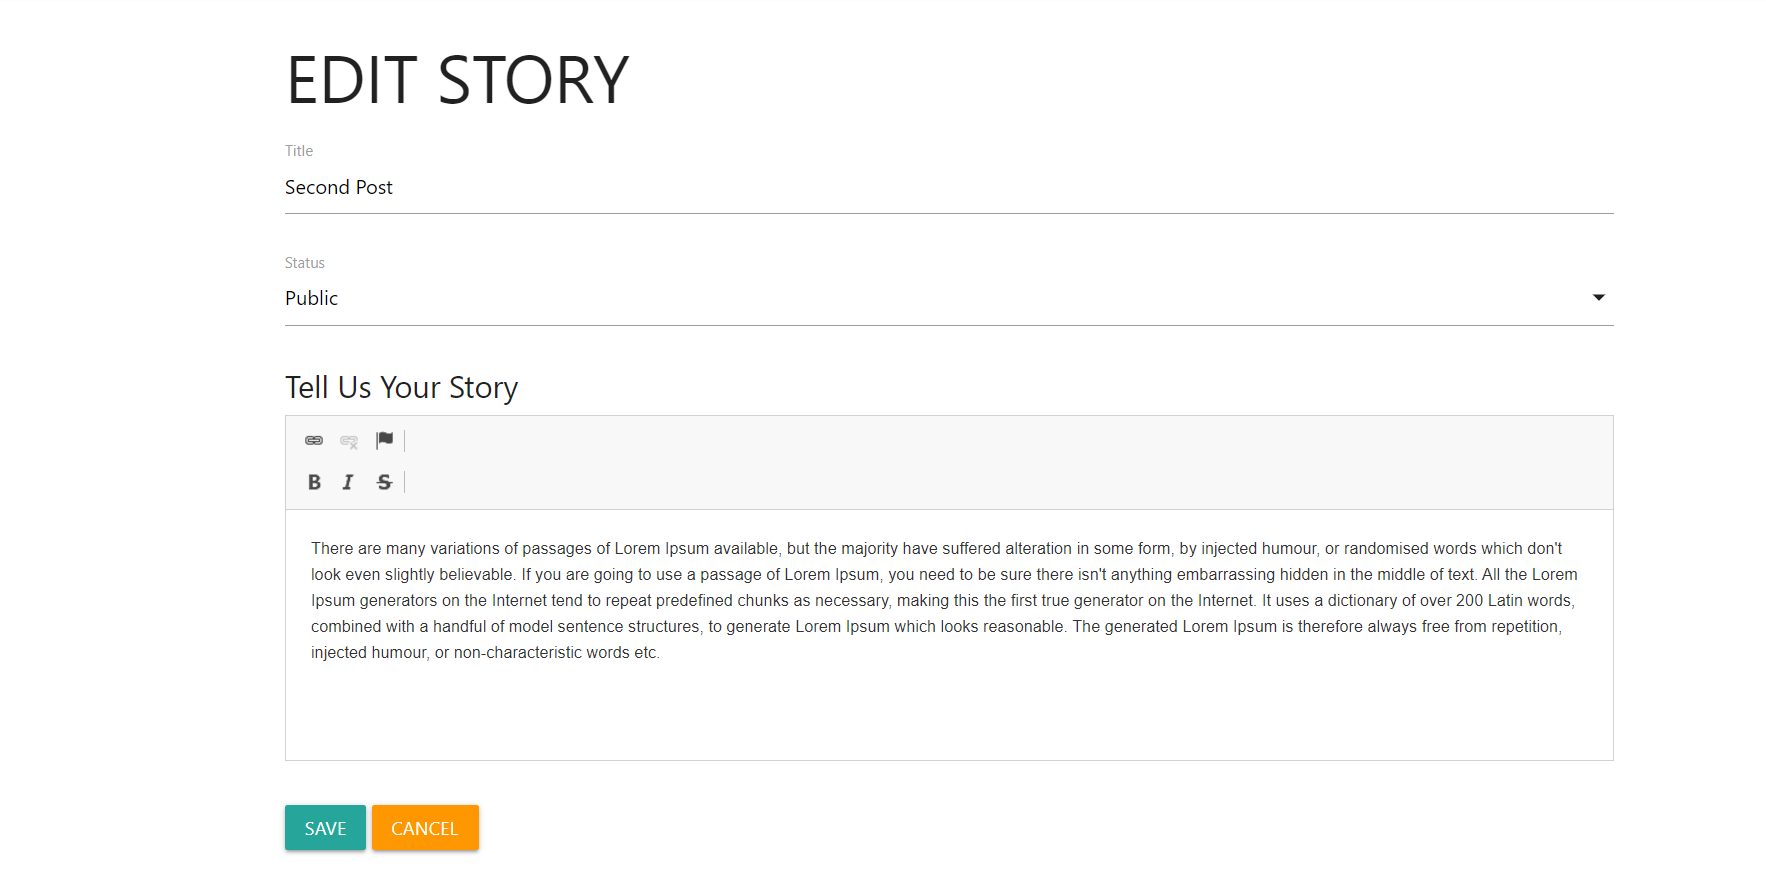 EDIT STORY
Title
Second Post
Status
Public
Tell Us Your Story
B I S
There are many variations of passages of Lorem Ipsum available, but the majority have suffered alteration in some form, by injected humour, or randomised words which don't
look even slightly believable. If you are going to use a passage of Lorem Ipsum, you need to be sure there isn't anything embarrassing hidden in the middle of text. All the Lorem
Ipsum generators on the Internet tend to repeat predefined chunks as necessary, making this the first true generator on the Internet. It uses a dictionary of over 200 Latin words,
combined with a handful of model sentence structures, to generate Lorem Ipsum which looks reasonable. The generated Lorem Ipsum is therefore always free from repetition,
injected humour, or non-characteristic words etc.
SAVE CANCEL